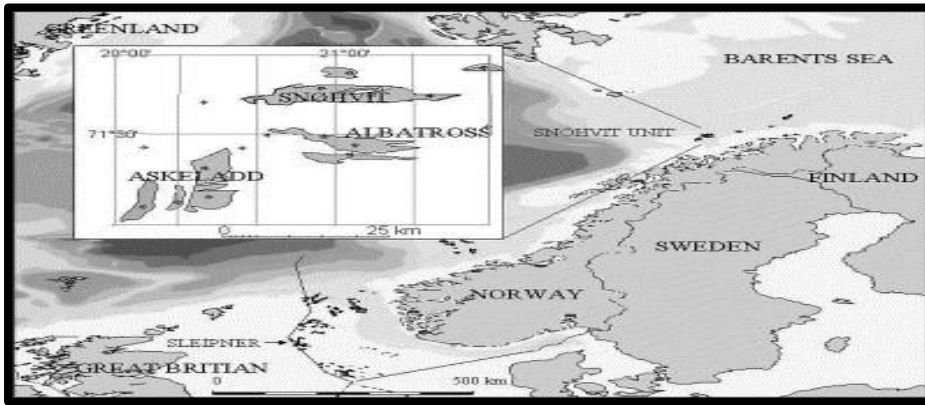 GREENLAND
20°00'
21°00'
BARENTS SEA
SNØHVIT
71°30'
ALBATROSS
SNOHVIT UNIT
ASKELADD
FINLAND
0 25 km
SWEDEN
NORWAY
SLEIPNER
GREAT BRITIAN
0 500 km